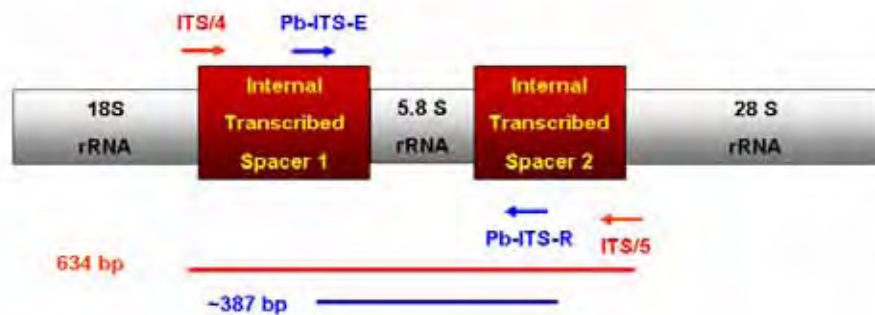 ITS/4
Pb-ITS-E
18S
rRNA
Internal
Transcribed
Spacer 1
5.8 S
rRNA
Internal
Transcribed
Spacer 2
28 S
rRNA
Pb-ITS-R
ITS/5
634 bp
~387 bp